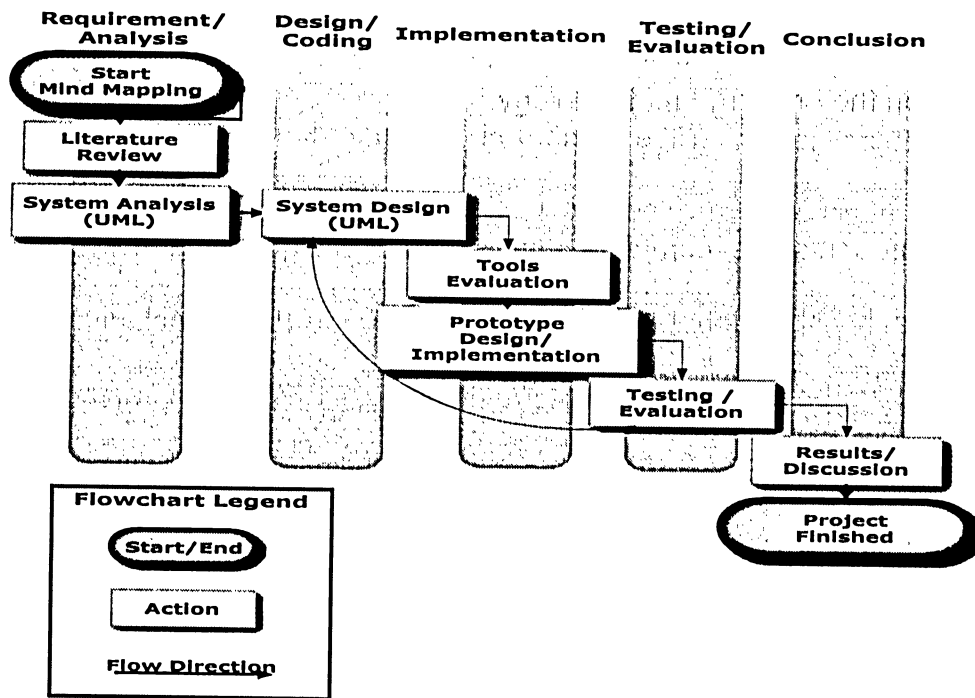 Requirement/
Analysis
Design/
Coding
Implementation
Testing/
Evaluation
Conclusion
Start
Mind Mapping
Literature
Review
System Analysis
(UML)
System Design
(UML)
Tools
Evaluation
Prototype
Design/
Implementation
Testing /
Evaluation
Results/
Discussion
Project
Finished
Flowchart Legend
Start/End
Action
Flow Direction